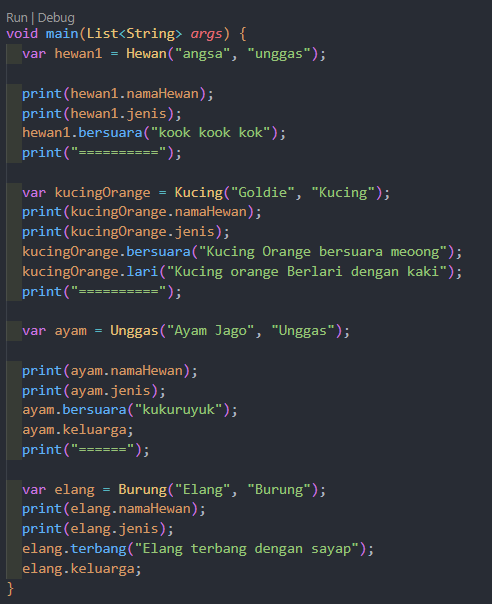 Run | Debug
void main(List<String> args) {
var hewan1 = Hewan("angsa", "unggas");
print(hewan1.namaHewan);
print(hewan1.jenis);
hewan1.bersuara("kook kook kok");
print("==========");
var kucingOrange = Kucing("Goldie", "Kucing");
print(kucingOrange.namaHewan);
print(kucingOrange.jenis);
kucingOrange.bersuara("Kucing Orange bersuara meoong");
kucingOrange.lari("Kucing orange Berlari dengan kaki");
print("==========");
var ayam = Unggas("Ayam Jago", "Unggas");
print(ayam.namaHewan);
print(ayam.jenis);
ayam.bersuara("kukuruyuk");
ayam.keluarga;
print("======");
var elang = Burung("Elang", "Burung");
print(elang.namaHewan);
print(elang.jenis);
elang.terbang("Elang terbang dengan sayap");
elang.keluarga;
}